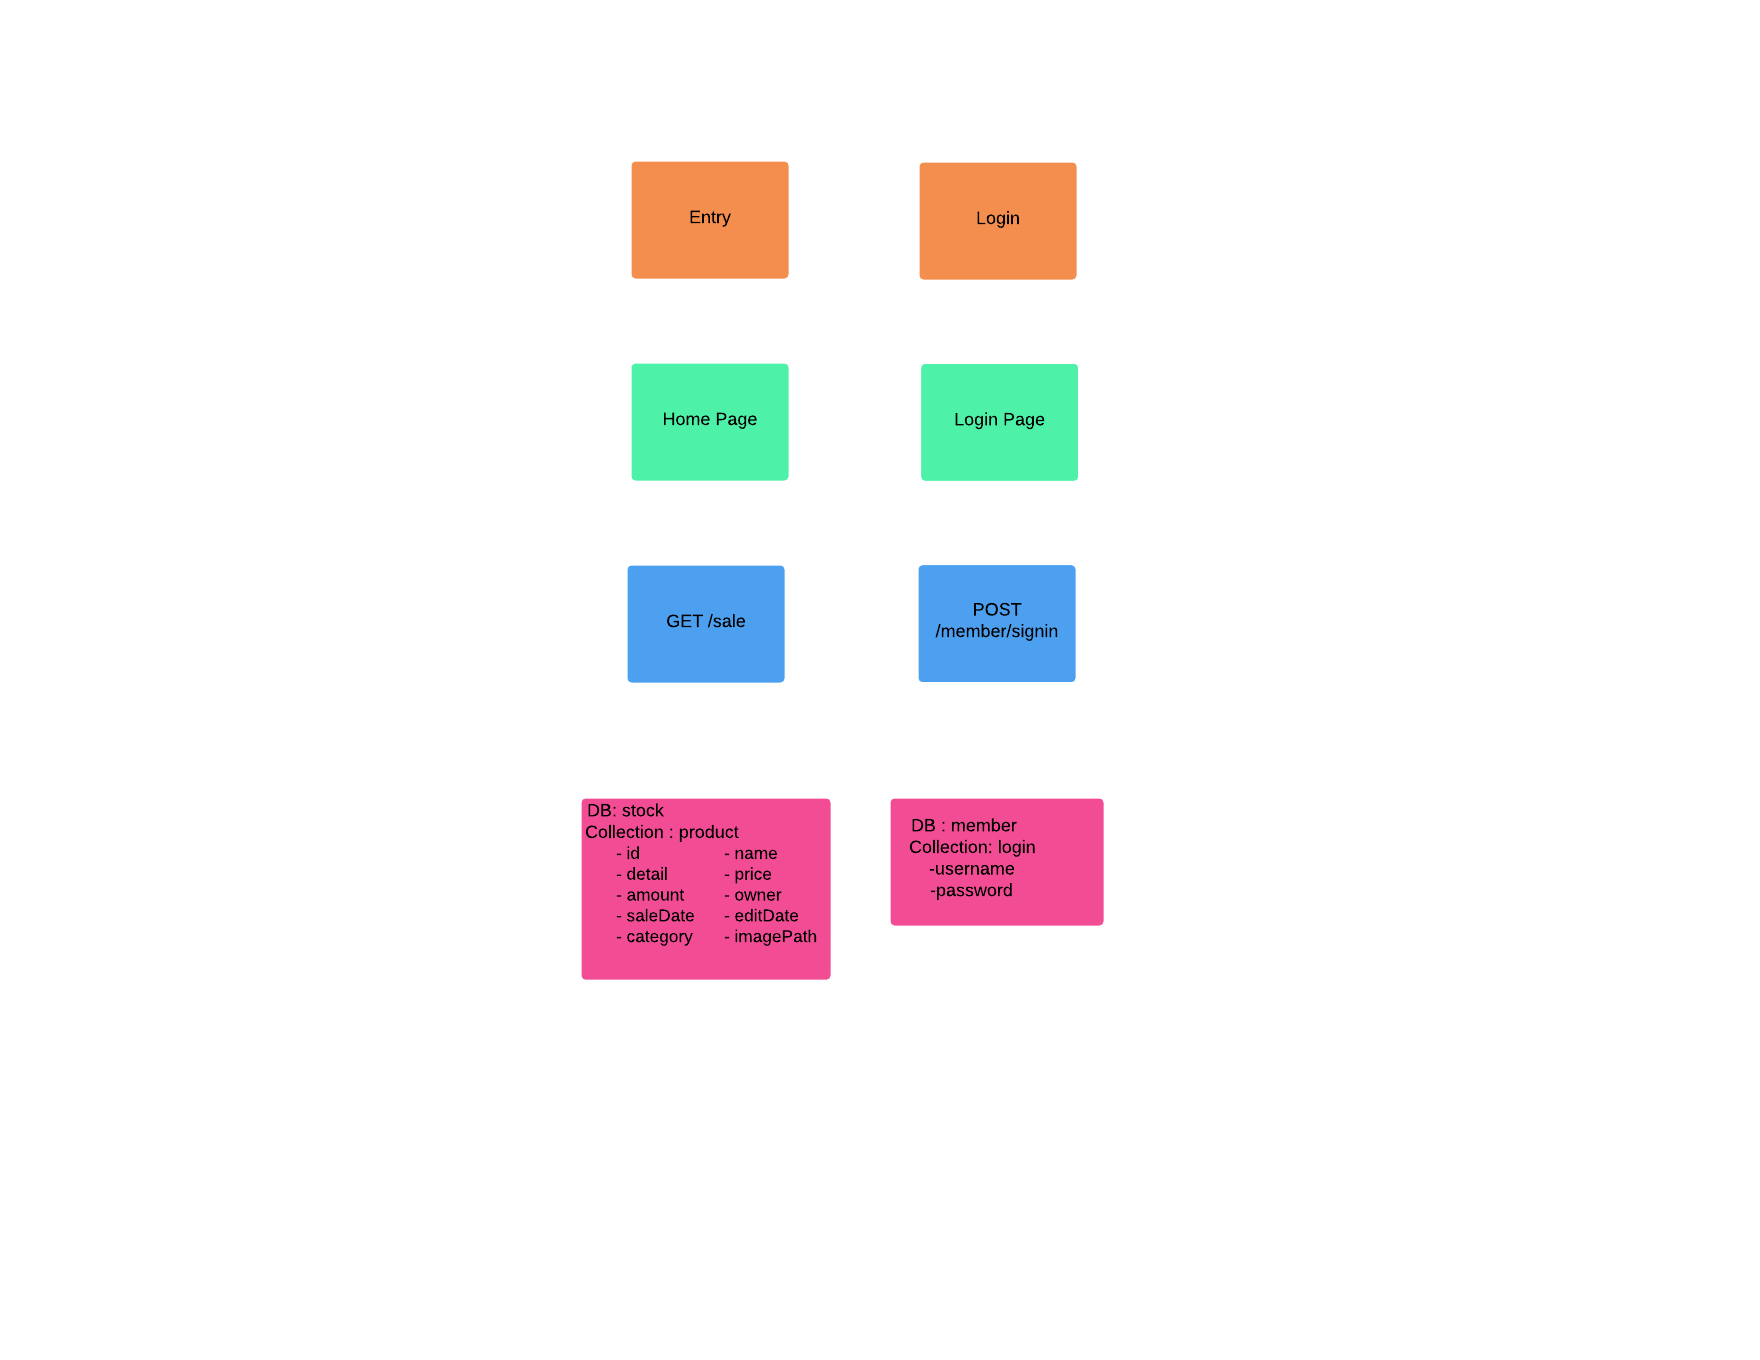 Entry
Login
Home Page
Login Page
GET /sale
POST
/member/signin
DB: stock
Collection : product
- id - name
- detail - price
- amount - owner
- saleDate - editDate
- category - imagePath
DB : member
Collection: login
-username
-password